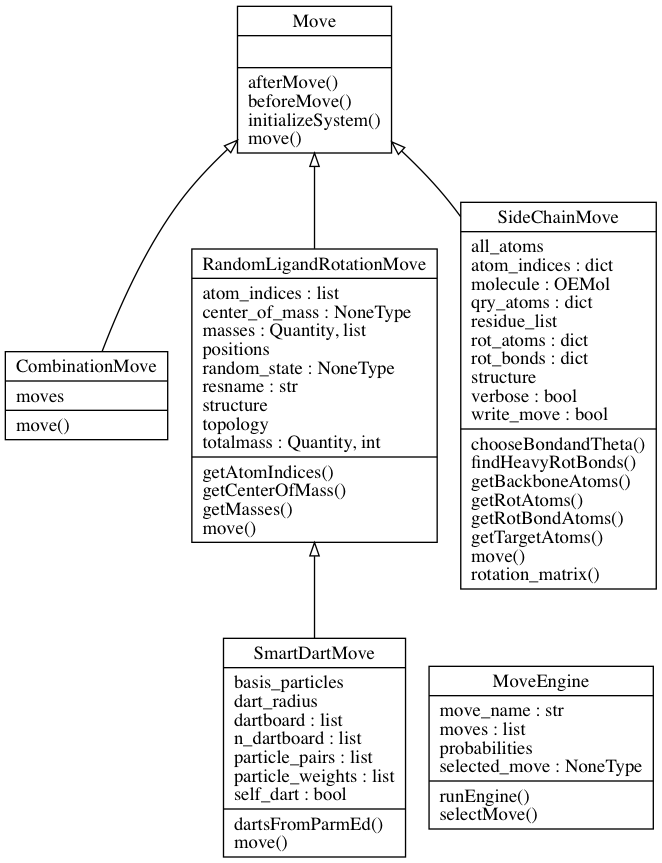 Move
afterMove()
beforeMove()
initializeSystem()
move()
SideChainMove
all_atoms
atom_indices : dict
molecule : OEMol
qry_atoms : dict
residue_list
rot_atoms : dict
rot_bonds : dict
structure
verbose : bool
write_move : bool
chooseBondandTheta()
findHeavyRotBonds()
getBackboneAtoms()
getRotAtoms()
getRotBondAtoms()
getTargetAtoms()
move()
rotation_matrix()
RandomLigandRotationMove
atom_indices : list
center_of_mass : NoneType
masses : Quantity, list
positions
random_state : NoneType
resname : str
structure
topology
totalmass : Quantity, int
getAtomIndices()
getCenterOfMass()
getMasses()
move()
CombinationMove
moves
move()
SmartDartMove
basis_particles
dart_radius
dartboard : list
n_dartboard : list
particle_pairs : list
particle_weights : list
self_dart : bool
dartsFromParmEd()
move()
MoveEngine
move_name : str
moves : list
probabilities
selected_move : NoneType
runEngine()
selectMove()